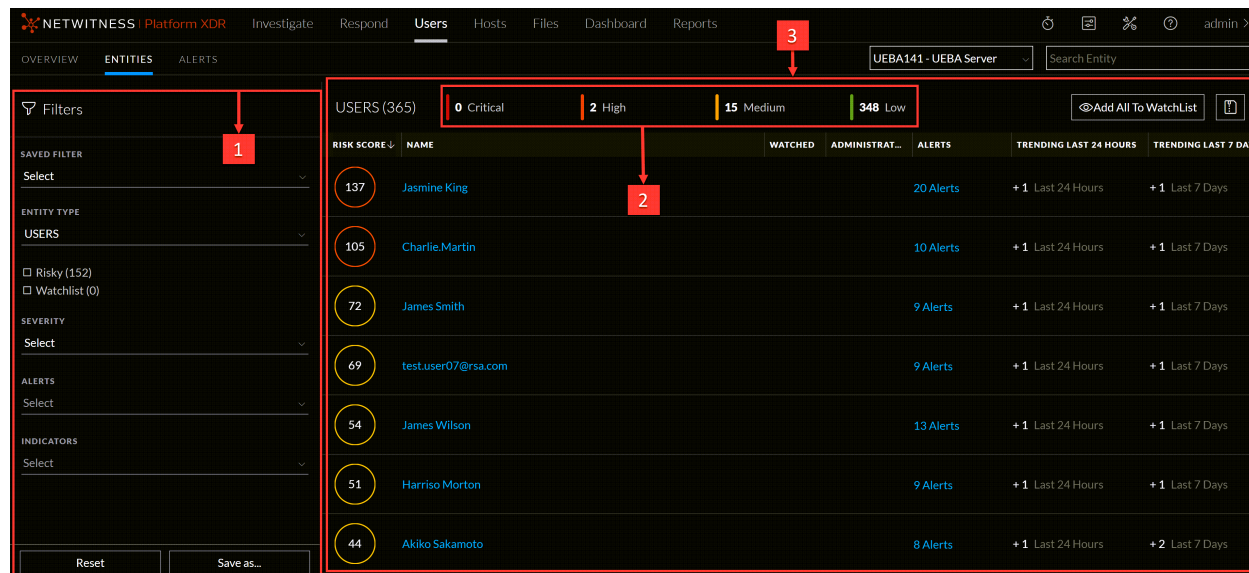 NETWITNESS Platform XDR Investigate Respond Users Hosts Files Dashboard Reports admin
OVERVIEW ENTITIES ALERTS UEBA141 - UEBA Server Search Entity
3
Filters
1
USERS (365) 0 Critical 2 High 15 Medium 348 Low Add All To WatchList
RISK SCORE NAME WATCHED ADMINISTRAT... ALERTS TRENDING LAST 24 HOURS TRENDING LAST 7 DA
2
SAVED FILTER
Select
ENTITY TYPE
USERS
Risky (152)
Watchlist (0)
SEVERITY
Select
ALERTS
Select
INDICATORS
Select
Reset Save as...
137 Jasmine King 20 Alerts + 1 Last 24 Hours + 1 Last 7 Days
105 Charlie.Martin 10 Alerts + 1 Last 24 Hours + 1 Last 7 Days
72 James Smith 9 Alerts + 1 Last 24 Hours + 1 Last 7 Days
69 test.user07@rsa.com 9 Alerts + 1 Last 24 Hours + 1 Last 7 Days
54 James Wilson 13 Alerts + 1 Last 24 Hours + 1 Last 7 Days
51 Harriso Morton 9 Alerts + 1 Last 24 Hours + 1 Last 7 Days
44 Akiko Sakamoto 8 Alerts + 1 Last 24 Hours + 2 Last 7 Days